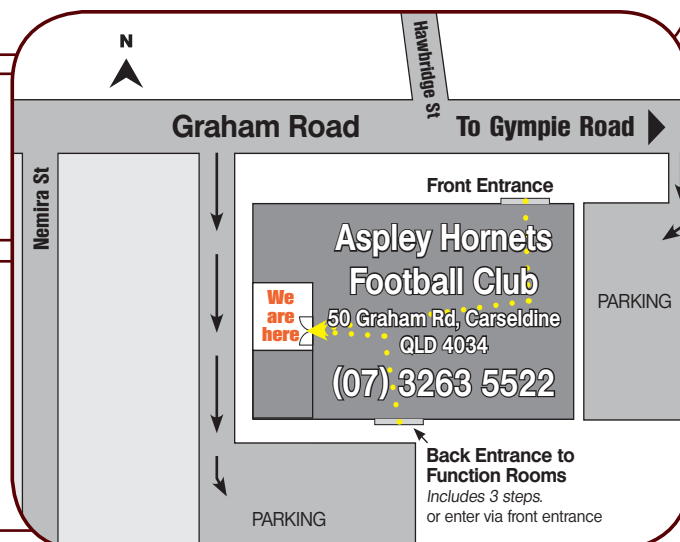 N
Hawbridge St
Graham Road
To Gympie Road
Nemira St
Front Entrance
Aspley Hornets
Football Club
50 Graham Rd, Carseldine
QLD 4034
(07) 3263 5522
We
are
here
PARKING
Back Entrance to
Function Rooms
Includes 3 steps.
or enter via front entrance
PARKING